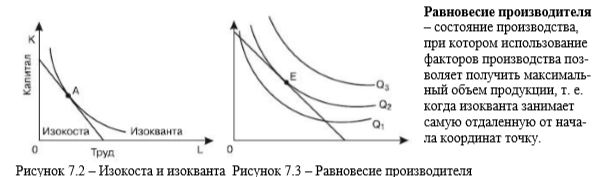 K
Капитал
A
Изокоста
Изокванта
0
Труд
L
E
Q3
Q2
Q1
0
Рисунок 7.2 – Изокоста и изокванта
Рисунок 7.3 – Равновесие производителя
Равновесие производителя
– состояние производства,
при котором использование
факторов производства поз-
воляет получить максималь-
ный объем продукции, т. е.
когда изокванта занимает
самую отдаленную от нача-
ла координат точку.